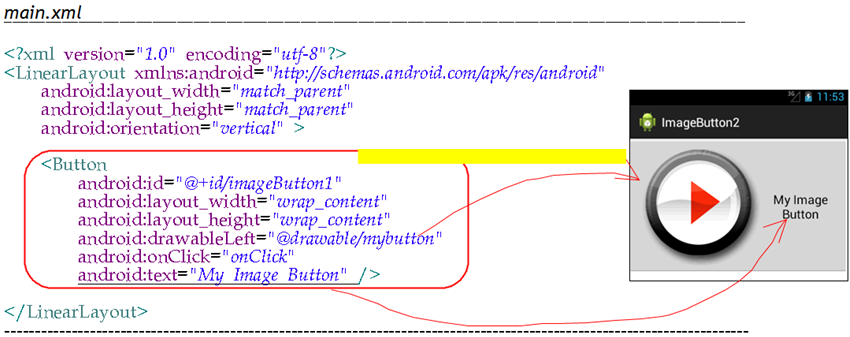 main.xml
<?xml version="1.0" encoding="utf-8"?>
<LinearLayout xmlns:android="http://schemas.android.com/apk/res/android"
android:layout_width="match_parent"
android:layout_height="match_parent"
android:orientation="vertical" >
<Button
android:id="@+id/imageButton1"
android:layout_width="wrap_content"
android:layout_height="wrap_content"
android:drawableLeft="@drawable/mybutton"
android:onClick="onClick"
android:text="My Image Button" />
</LinearLayout>
3G 11:53
ImageButton2
My Image
Button